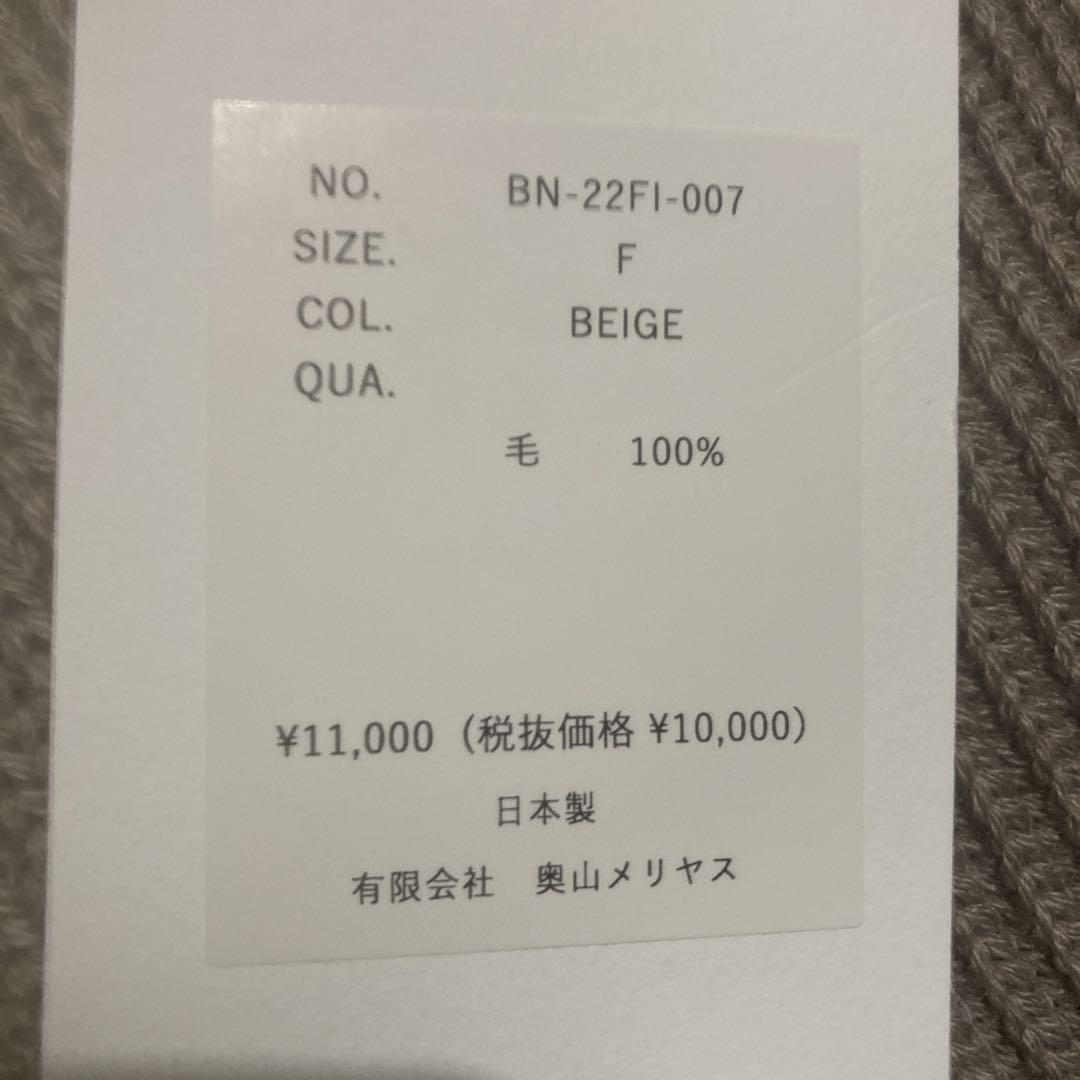 NO. BN-22FI-007
SIZE. F
COL. BEIGE
QUA.
毛 100%
¥11,000（税抜価格 ¥10,000）
日本製
有限会社 奥山メリヤス